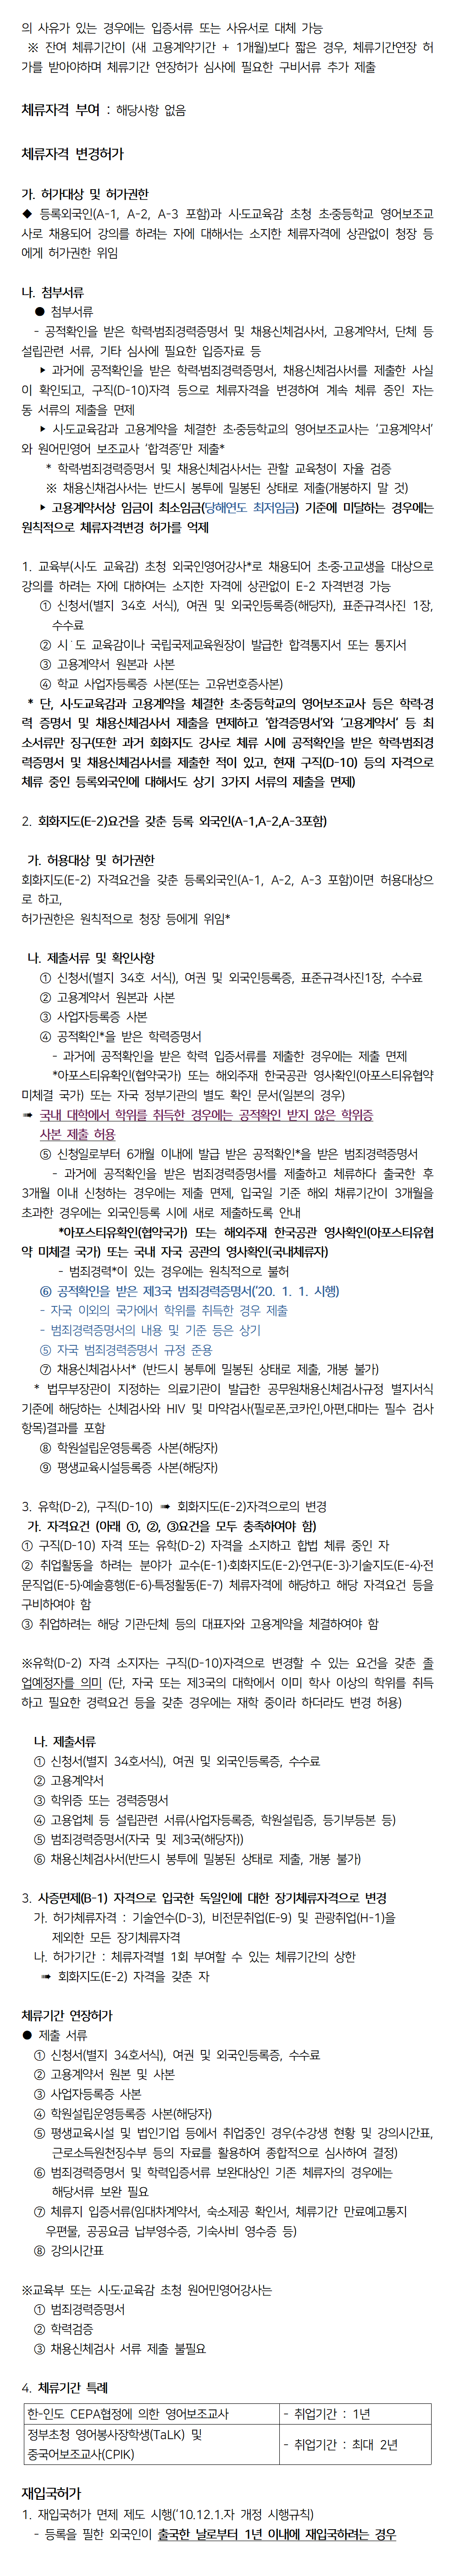 의 사유가 있는 경우에는 입증서류 또는 사유서로 대체 가능
※ 잔여 체류기간이 (새 고용계약기간 + 1개월)보다 짧은 경우, 체류기간연장 허
가를 받아야하며 체류기간 연장허가 심사에 필요한 구비서류 추가 제출
체류자격 부여 : 해당사항 없음
체류자격 변경허가
가. 허가대상 및 허가권한
◆ 등록외국인(A-1, A-2, A-3 포함)과 시·도교육감 초청 초·중등학교 영어보조교
사로 채용되어 강의를 하려는 자에 대해서는 소지한 체류자격에 상관없이 청장 등
에게 허가권한 위임
나. 첨부서류
● 첨부서류
- 공적확인을 받은 학력·범죄경력증명서 및 채용신체검사서, 고용계약서, 단체 등
설립관련 서류, 기타 심사에 필요한 입증자료 등
▶ 과거에 공적확인을 받은 학력·범죄경력증명서, 채용신체검사서를 제출한 사실
이 확인되고, 구직(D-10)자격 등으로 체류자격을 변경하여 계속 체류 중인 자는
동 서류의 제출을 면제
▶ 시·도교육감과 고용계약을 체결한 초·중등학교의 영어보조교사는 ‘고용계약서’
와 원어민영어 보조교사 ‘합격증’만 제출*
* 학력·범죄경력증명서 및 채용신체검사서는 관할 교육청이 자율 검증
※ 채용신채검사서는 반드시 봉투에 밀봉된 상태로 제출(개봉하지 말 것)
▶ 고용계약서상 임금이 최소임금(당해연도 최저임금) 기준에 미달하는 경우에는
원칙적으로 체류자격변경 허가를 억제
1. 교육부(시·도 교육감) 초청 외국인영어강사*로 채용되어 초·중·고교생을 대상으로
강의를 하려는 자에 대하여는 소지한 자격에 상관없이 E-2 자격변경 가능
① 신청서(별지 34호 서식), 여권 및 외국인등록증(해당자), 표준규격사진 1장,
수수료
② 시·도 교육감이나 국립국제교육원장이 발급한 합격통지서 또는 통지서
③ 고용계약서 원본과 사본
④ 학교 사업자등록증 사본(또는 고유번호증사본)
* 단, 시·도교육감과 고용계약을 체결한 초·중등학교의 영어보조교사 등은 학력·경
력 증명서 및 채용신체검사서 제출을 면제하고 ‘합격증명서’와 ‘고용계약서’ 등 최
소서류만 징구(또한 과거 회화지도 강사로 체류 시에 공적확인을 받은 학력·범죄경
력증명서 및 채용신체검사서를 제출한 적이 있고, 현재 구직(D-10) 등의 자격으로
체류 중인 등록외국인에 대해서도 상기 3가지 서류의 제출을 면제)
2. 회화지도(E-2)요건을 갖춘 등록 외국인(A-1,A-2,A-3포함)
가. 허용대상 및 허가권한
회화지도(E-2) 자격요건을 갖춘 등록외국인(A-1, A-2, A-3 포함)이면 허용대상으
로 하고,
허가권한은 원칙적으로 청장 등에게 위임*
나. 제출서류 및 확인사항
① 신청서(별지 34호 서식), 여권 및 외국인등록증, 표준규격사진1장, 수수료
② 고용계약서 원본과 사본
③ 사업자등록증 사본
④ 공적확인*을 받은 학력증명서
- 과거에 공적확인을 받은 학력 입증서류를 제출한 경우에는 제출 면제
*아포스티유확인(협약국가) 또는 해외주재 한국공관 영사확인(아포스티유협약
미체결 국가) 또는 자국 정부기관의 별도 확인 문서(일본의 경우)
➠ 국내 대학에서 학위를 취득한 경우에는 공적확인 받지 않은 학위증
사본 제출 허용
⑤ 신청일로부터 6개월 이내에 발급 받은 공적확인*을 받은 범죄경력증명서
- 과거에 공적확인을 받은 범죄경력증명서를 제출하고 체류하다 출국한 후
3개월 이내 신청하는 경우에는 제출 면제, 입국일 기준 해외 채류기간이 3개월을
초과한 경우에는 외국인등록 시에 새로 제출하도록 안내
*아포스티유확인(협약국가) 또는 해외주재 한국공관 영사확인(아포스티유협
약 미체결 국가) 또는 국내 자국 공관의 영사확인(국내체류자)
- 범죄경력*이 있는 경우에는 원칙적으로 불허
⑥ 공적확인을 받은 제3국 범죄경력증명서(‘20. 1. 1. 시행)
- 자국 이외의 국가에서 학위를 취득한 경우 제출
- 범죄경력증명서의 내용 및 기준 등은 상기
⑤ 자국 범죄경력증명서 규정 준용
⑦ 채용신체검사서* (반드시 봉투에 밀봉된 상태로 제출, 개봉 불가)
* 법무부장관이 지정하는 의료기관이 발급한 공무원채용신체검사규정 별지서식
기준에 해당하는 신체검사와 HIV 및 마약검사(필로폰,코카인,아편,대마는 필수 검사
항목)결과를 포함
⑧ 학원설립운영등록증 사본(해당자)
⑨ 평생교육시설등록증 사본(해당자)
3. 유학(D-2), 구직(D-10) ➠ 회화지도(E-2)자격으로의 변경
가. 자격요건 (아래 ①, ②, ③요건을 모두 충족하여야 함)
① 구직(D-10) 자격 또는 유학(D-2) 자격을 소지하고 합법 체류 중인 자
② 취업활동을 하려는 분야가 교수(E-1)·회화지도(E-2)·연구(E-3)·기술지도(E-4)·전
문직업(E-5)·예술흥행(E-6)·특정활동(E-7) 체류자격에 해당하고 해당 자격요건 등을
구비하여야 함
③ 취업하려는 해당 기관·단체 등의 대표자와 고용계약을 체결하여야 함
※유학(D-2) 자격 소지자는 구직(D-10)자격으로 변경할 수 있는 요건을 갖춘 졸
업예정자를 의미 (단, 자국 또는 제3국의 대학에서 이미 학사 이상의 학위를 취득
하고 필요한 경력요건 등을 갖춘 경우에는 재학 중이라 하더라도 변경 허용)
나. 제출서류
① 신청서(별지 34호서식), 여권 및 외국인등록증, 수수료
② 고용계약서
③ 학위증 또는 경력증명서
④ 고용업체 등 설립관련 서류(사업자등록증, 학원설립증, 등기부등본 등)
⑤ 범죄경력증명서(자국 및 제3국(해당자))
⑥ 채용신체검사서(반드시 봉투에 밀봉된 상태로 제출, 개봉 불가)
3. 사증면제(B-1) 자격으로 입국한 독일인에 대한 장기체류자격으로 변경
가. 허가체류자격 : 기술연수(D-3), 비전문취업(E-9) 및 관광취업(H-1)을
제외한 모든 장기체류자격
나. 허가기간 : 체류자격별 1회 부여할 수 있는 체류기간의 상한
➠ 회화지도(E-2) 자격을 갖춘 자
체류기간 연장허가
● 제출 서류
① 신청서(별지 34호서식), 여권 및 외국인등록증, 수수료
② 고용계약서 원본 및 사본
③ 사업자등록증 사본
④ 학원설립운영등록증 사본(해당자)
⑤ 평생교육시설 및 법인기업 등에서 취업중인 경우(수강생 현황 및 강의시간표,
근로소득원천징수부 등의 자료를 활용하여 종합적으로 심사하여 결정)
⑥ 범죄경력증명서 및 학력입증서류 보완대상인 기존 체류자의 경우에는
해당서류 보완 필요
⑦ 체류지 입증서류(임대차계약서, 숙소제공 확인서, 체류기간 만료예고통지
우편물, 공공요금 납부영수증, 기숙사비 영수증 등)
⑧ 강의시간표
※교육부 또는 시·도·교육감 초청 원어민영어강사는
① 범죄경력증명서
② 학력검증
③ 채용신체검사 서류 제출 불필요
4. 체류기간 특례
한-인도 CEPA협정에 의한 영어보조교사 - 취업기간 : 1년
정부초청 영어봉사장학생(TaLK) 및
중국어보조교사(CPIK) - 취업기간 : 최대 2년
재입국허가
1. 재입국허가 면제 제도 시행(‘10.12.1.자 개정 시행규칙)
- 등록을 필한 외국인이 출국한 날로부터 1년 이내에 재입국하려는 경우